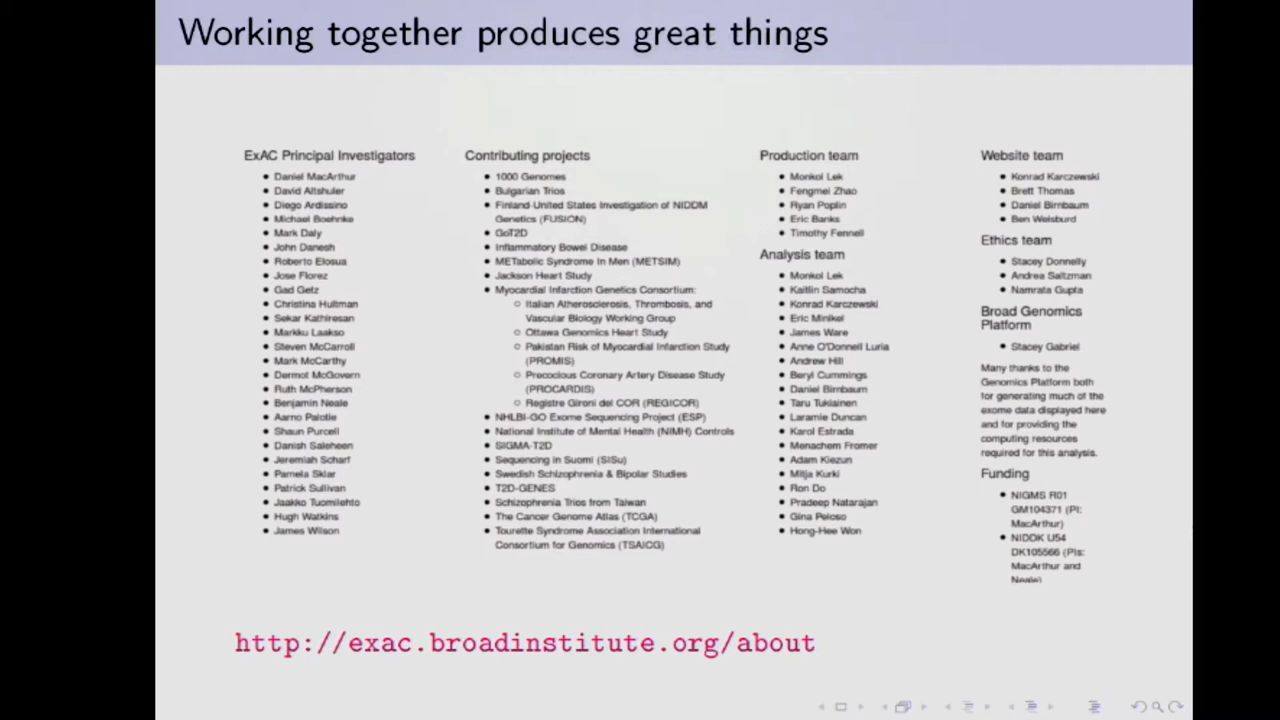 Working together produces great things
ExAC Principal Investigators
• Daniel MacArthur
• David Altshuler
• Diego Ardissino
• Michael Boehnke
• Mark Daly
• John Danesh
• Roberto Elosua
• Jose Florez
• Gad Getz
• Christina Hultman
• Sekar Kathiresan
• Markku Laakso
• Steven McCarroll
• Mark McCarthy
• Dermot McGovern
• Ruth McPherson
• Benjamin Neale
• Aarno Palotie
• Shaun Purcell
• Danish Saleheen
• Jeremiah Scharf
• Pamela Sklar
• Patrick Sullivan
• Jaakko Tuomilehto
• Hugh Watkins
• James Wilson
Contributing projects
• 1000 Genomes
• Bulgarian Trios
• Finland-United States Investigation of NIDDM
Genetics (FUSION)
• GoT2D
• Inflammatory Bowel Disease
• METabolic Syndrome In Men (METSIM)
• Jackson Heart Study
• Myocardial Infarction Genetics Consortium:
○ Italian Atherosclerosis, Thrombosis, and
Vascular Biology Working Group
○ Ottawa Genomics Heart Study
○ Pakistan Risk of Myocardial Infarction Study
(PROMIS)
○ Precocious Coronary Artery Disease Study
(PROCARDIS)
○ Registre Gironi del COR (REGICOR)
• NHLBI-GO Exome Sequencing Project (ESP)
• National Institute of Mental Health (NIMH) Controls
• SIGMA-T2D
• Sequencing in Suomi (SISu)
• Swedish Schizophrenia & Bipolar Studies
• T2D-GENES
• Schizophrenia Trios from Taiwan
• The Cancer Genome Atlas (TCGA)
• Tourette Syndrome Association International
Consortium for Genomics (TSAICG)
Production team
• Monkol Lek
• Fengmei Zhao
• Ryan Poplin
• Eric Banks
• Timothy Fennell
Analysis team
• Monkol Lek
• Kaitlin Samocha
• Konrad Karczewski
• Eric Minikel
• James Ware
• Anne O'Donnell Luria
• Andrew Hill
• Beryl Cummings
• Daniel Birnbaum
• Taru Tukiainen
• Laramie Duncan
• Karol Estrada
• Menachem Fromer
• Adam Kiezun
• Mitja Kurki
• Ron Do
• Pradeep Natarajan
• Gina Peloso
• Hong-Hee Won
Website team
• Konrad Karczewski
• Brett Thomas
• Daniel Birnbaum
• Ben Weisburd
Ethics team
• Stacey Donnelly
• Andrea Saltzman
• Namrata Gupta
Broad Genomics
Platform
• Stacey Gabriel
Many thanks to the
Genomics Platform both
for generating much of the
exome data displayed here
and for providing the
computing resources
required for this analysis.
Funding
• NIGMS R01
GM104371 (PI:
MacArthur)
• NIDDK U54
DK105566 (PIs:
MacArthur and
Neale)
http://exac.broadinstitute.org/about